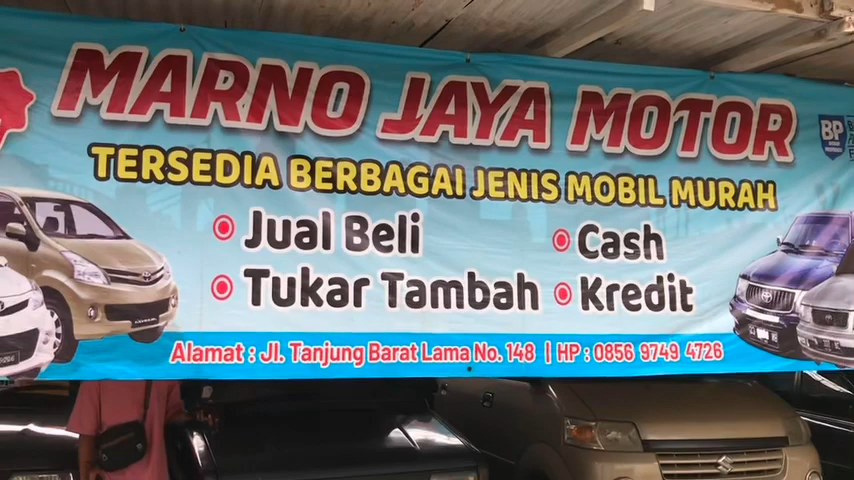 MARNO JAYA MOTOR
BP
TERSEDIA BERBAGAI JENIS MOBIL MURAH
Jual Beli
Cash
Tukar Tambah
Kredit
Alamat : Jl. Tanjung Barat Lama No. 148 | HP : 0856 9749 4726